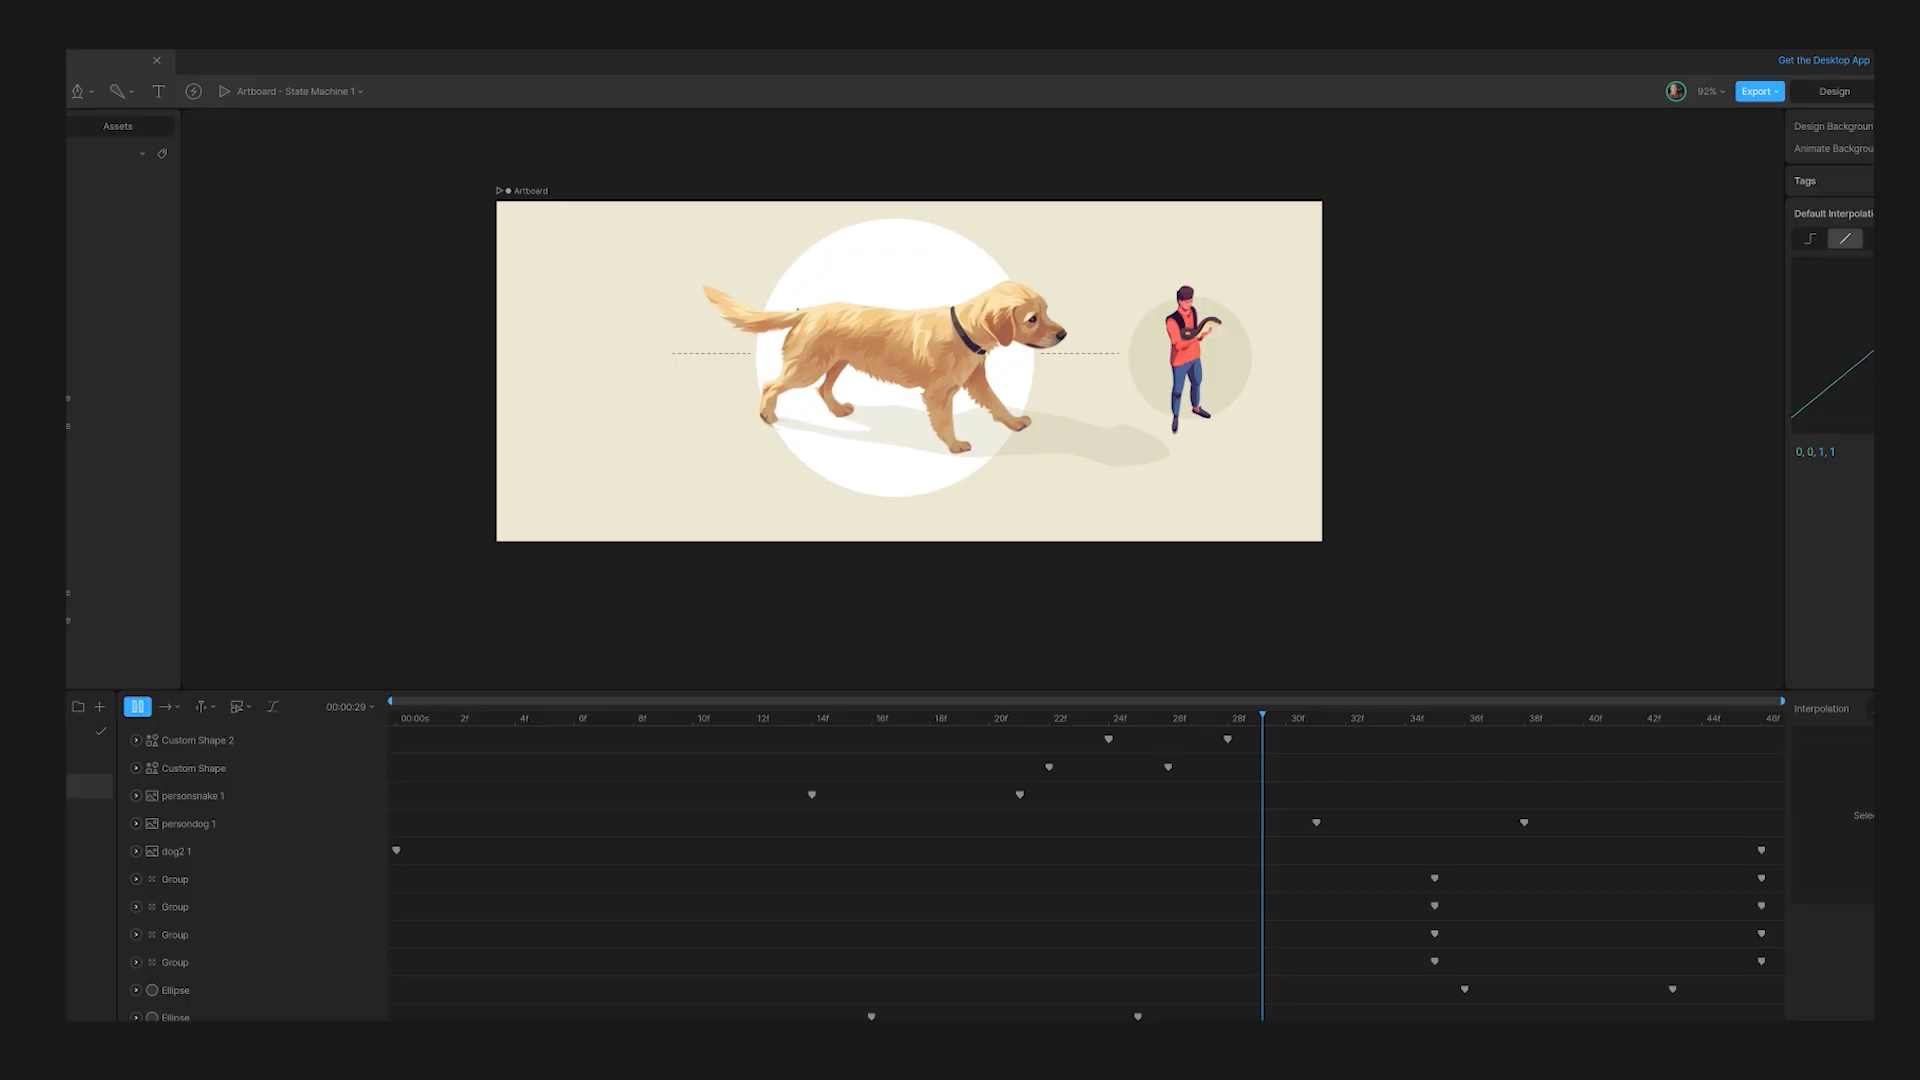 Get the Desktop App
Artboard - State Machine 1
92%
Export
Design
Assets
Design Backgroun
Animate Backgrou
Tags
Artboard
Default Interpolati
0, 0, 1, 1
00:00:29
Interpolation
00:00s 2f 4f 6f 8f 10f 12f 14f 16f 18f 20f 22f 24f 26f 28f 30f 32f 34f 36f 38f 40f 42f 44f 46f
Custom Shape 2
Custom Shape
personsnake 1
persondog 1
Selec
dog2 1
Group
Group
Group
Group
Ellipse
Ellipse